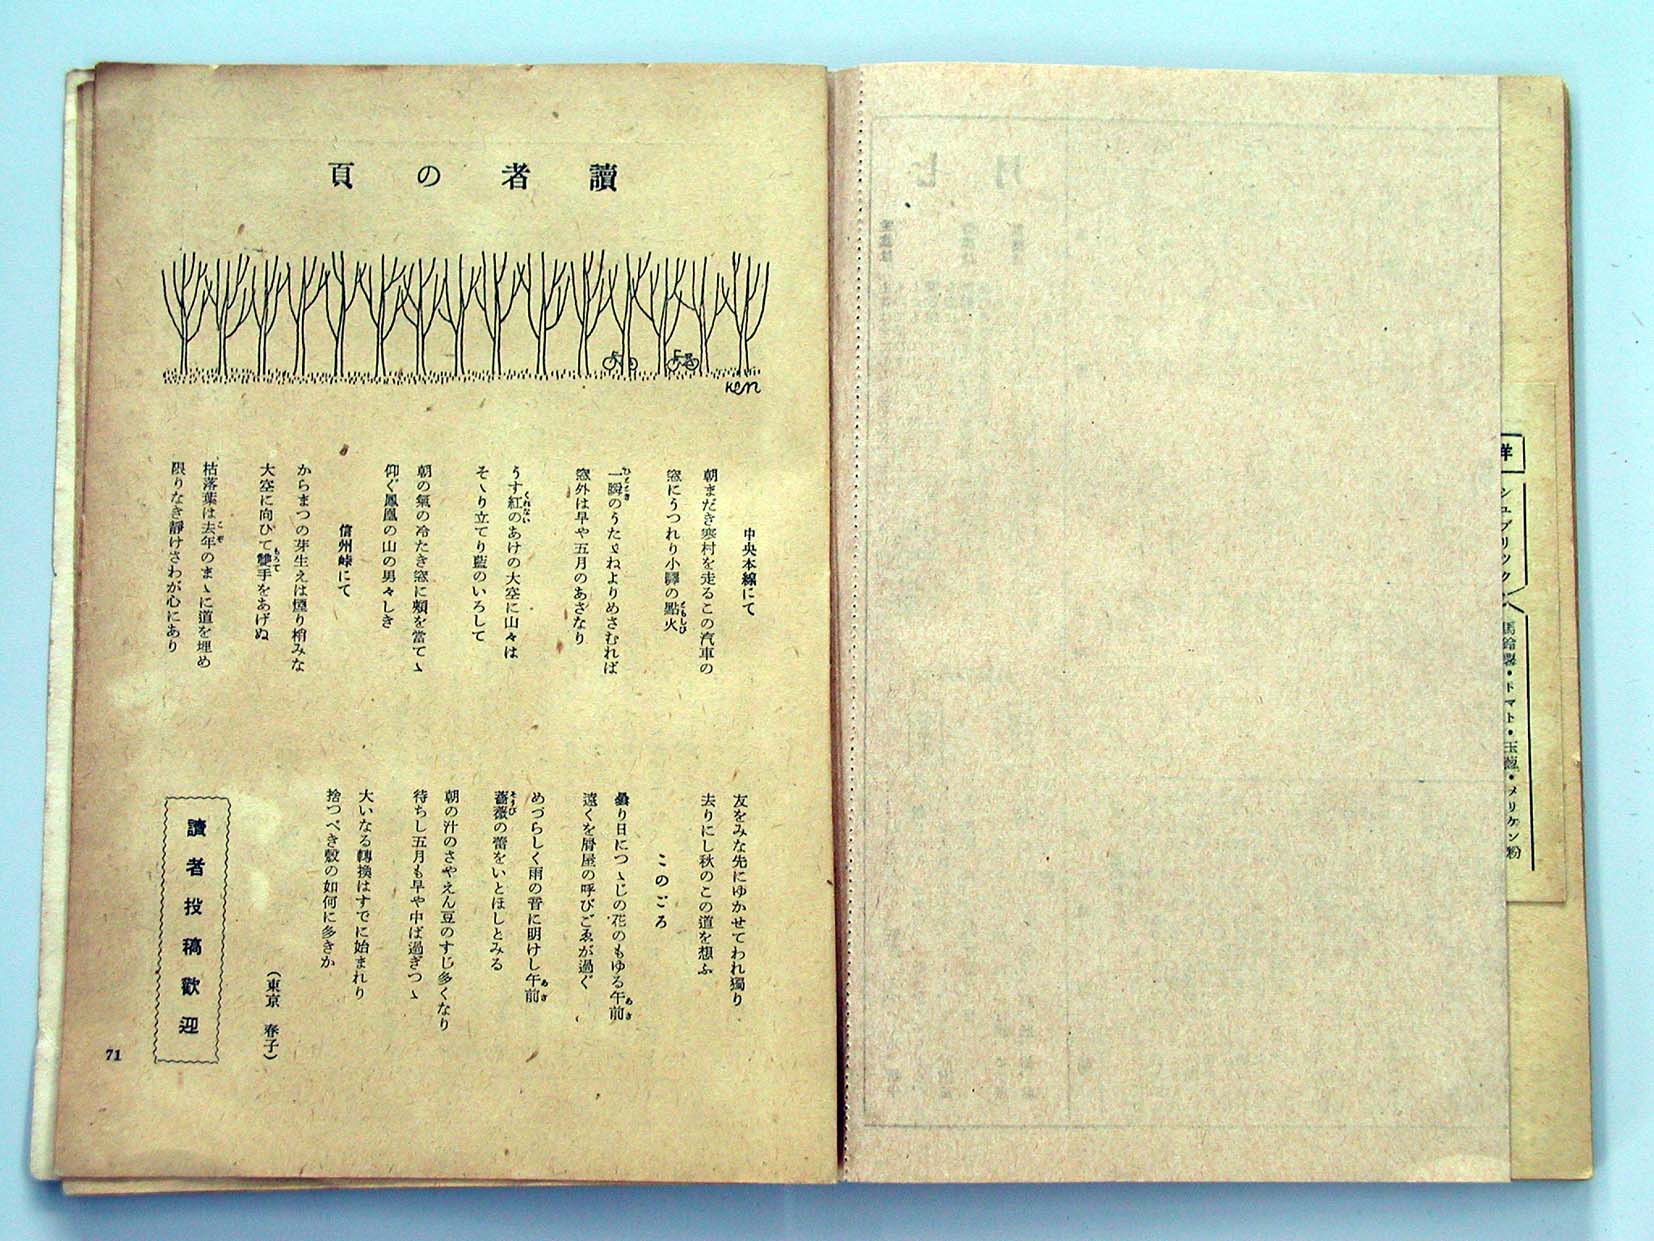 讀者の頁
Ken
中央本線にて
朝まだき寒村を走るこの汽車の
窓にうつれり小驛の點火
一瞬のうたゝねよりめさむれば
窓外は早や五月のあさなり
うす紅のあけの大空に山々は
そゝり立てり藍のいろして
朝の氣の冷たき窓に頰を當てゝ
仰ぐ鳳凰の山の男々しき
信州峠にて
からまつの芽生えは煙り梢みな
大空に向ひて雙手をあげぬ
枯落葉は去年のまゝに道を埋め
限りなき靜けさわが心にあり
友をみな先にゆかせてわれ獨り
去りにし秋のこの道を想ふ
このごろ
曇り日につゝじの花のもゆる午前
遠くを屑屋の呼びごゑが過ぐ
めづらしく雨の音に明けし午前
薔薇の蕾をいとほしとみる
朝の汁のさやえん豆のすじ多くなり
待ちし五月も早や中ば過ぎつゝ
大いなる轉換はすでに始まれり
捨つべき殼の如何に多きか
(東京 春子)
讀者投稿歡迎
71
七月
洋
シユブリツク
馬鈴薯・トマト・玉葱・メリケン粉